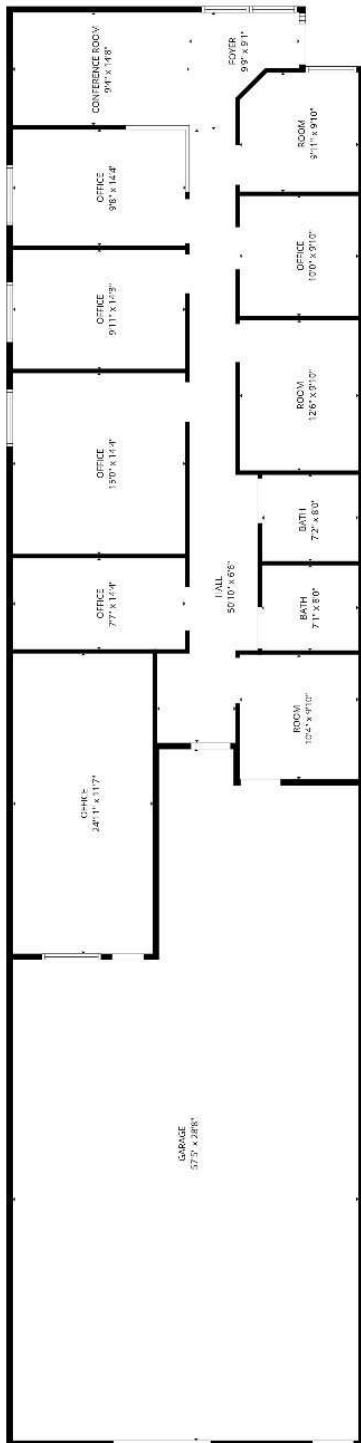 CONFERENCE ROOM
9'4" x 14'8"
FOYER
9'9" x 9'1"
ROOM
9'11" x 9'10"
OFFICE
9'8" x 14'4"
OFFICE
10'0" x 9'10"
OFFICE
9'11" x 14'3"
ROOM
12'6" x 9'10"
OFFICE
15'0" x 14'4"
BATH
7'2" x 8'0"
HALL
50'10" x 6'6"
BATH
7'1" x 8'0"
OFFICE
7'7" x 14'4"
ROOM
10'4" x 9'10"
OFFICE
24'11" x 11'7"
GARAGE
57'5" x 28'8"